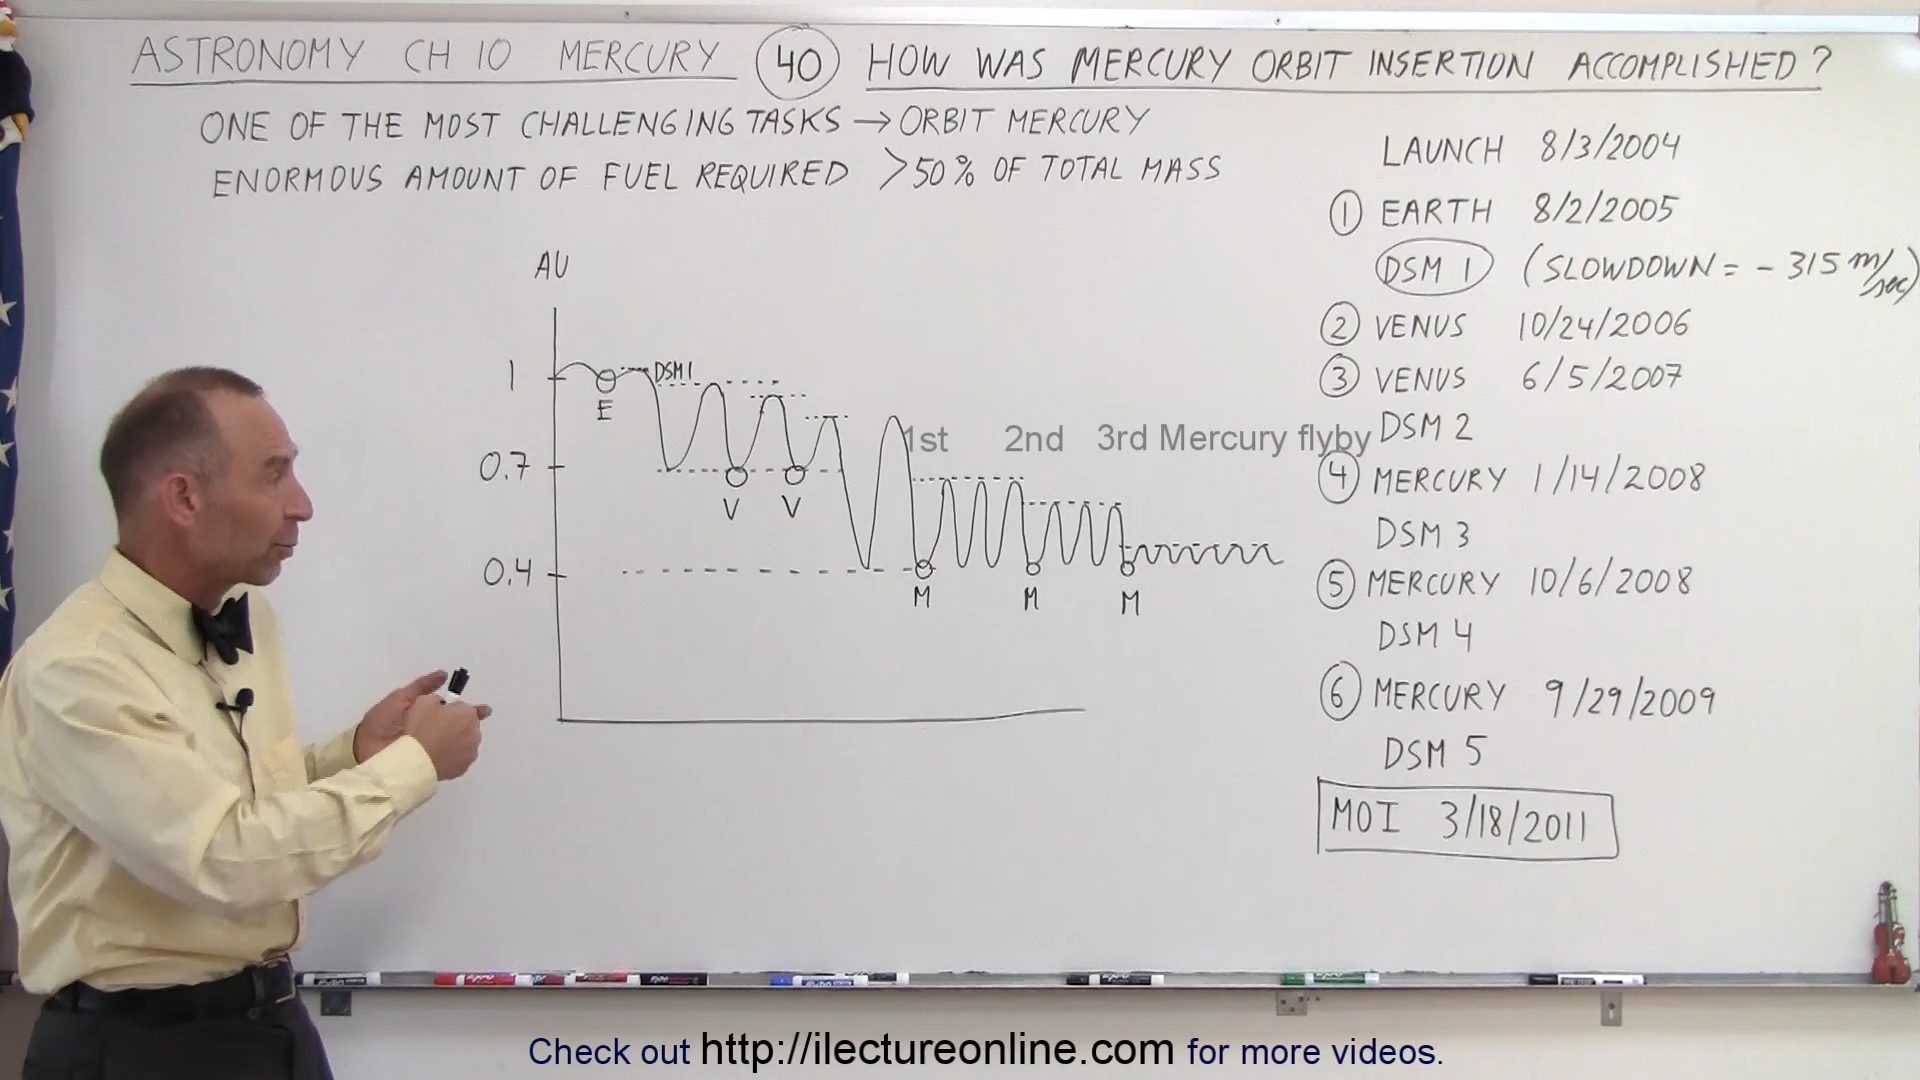 ASTRONOMY CH 10 MERCURY 40 HOW WAS MERCURY ORBIT INSERTION ACCOMPLISHED?
ONE OF THE MOST CHALLENGING TASKS → ORBIT MERCURY
ENORMOUS AMOUNT OF FUEL REQUIRED >50% OF TOTAL MASS
AU
1
DSM 1
E
0.7
V V
1st 2nd 3rd Mercury flyby
0.4
M M M
LAUNCH 8/3/2004
1 EARTH 8/2/2005
DSM 1 (SLOWDOWN = - 315 m/sec)
2 VENUS 10/24/2006
3 VENUS 6/5/2007
DSM 2
4 MERCURY 1/14/2008
DSM 3
5 MERCURY 10/6/2008
DSM 4
6 MERCURY 9/29/2009
DSM 5
MOI 3/18/2011
Check out http://ilectureonline.com for more videos.